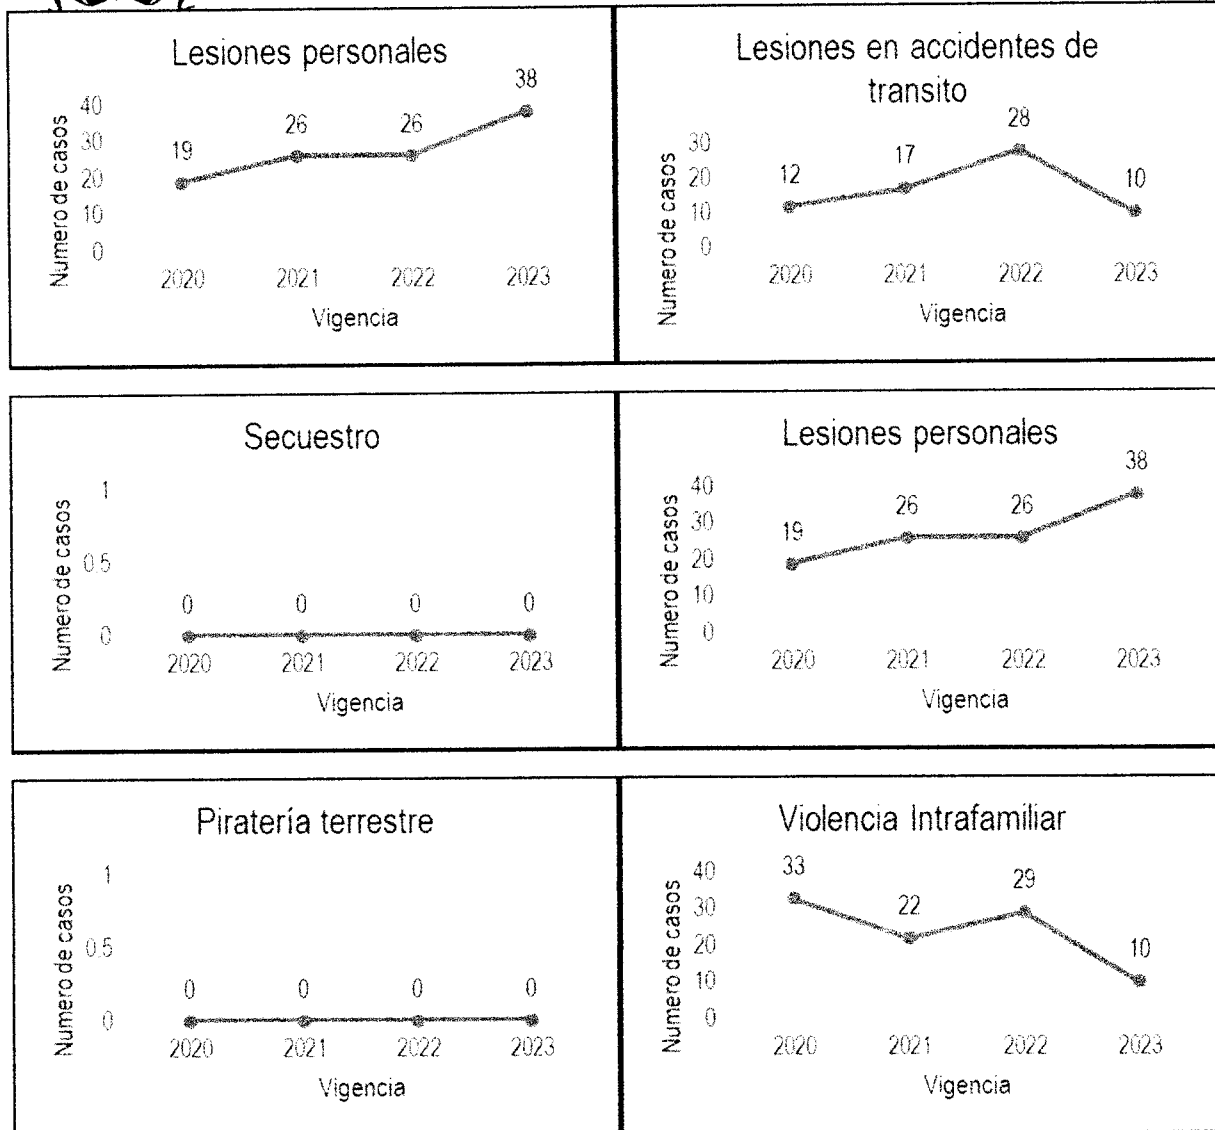 Lesiones personales
38
40
30
20
10
0
19
26
26
Numero de casos
2020 2021 2022 2023
Vigencia
Lesiones en accidentes de
transito
28
30
20
10
0
12
17
10
Numero de casos
2020 2021 2022 2023
Vigencia
Secuestro
1
0.5
0
0 0 0 0
Numero de casos
2020 2021 2022 2023
Vigencia
Lesiones personales
38
40
30
20
10
0
19
26
26
Numero de casos
2020 2021 2022 2023
Vigencia
Piratería terrestre
1
0.5
0
0 0 0 0
Numero de casos
2020 2021 2022 2023
Vigencia
Violencia Intrafamiliar
40
30
20
10
0
33
22
29
10
Numero de casos
2020 2021 2022 2023
Vigencia